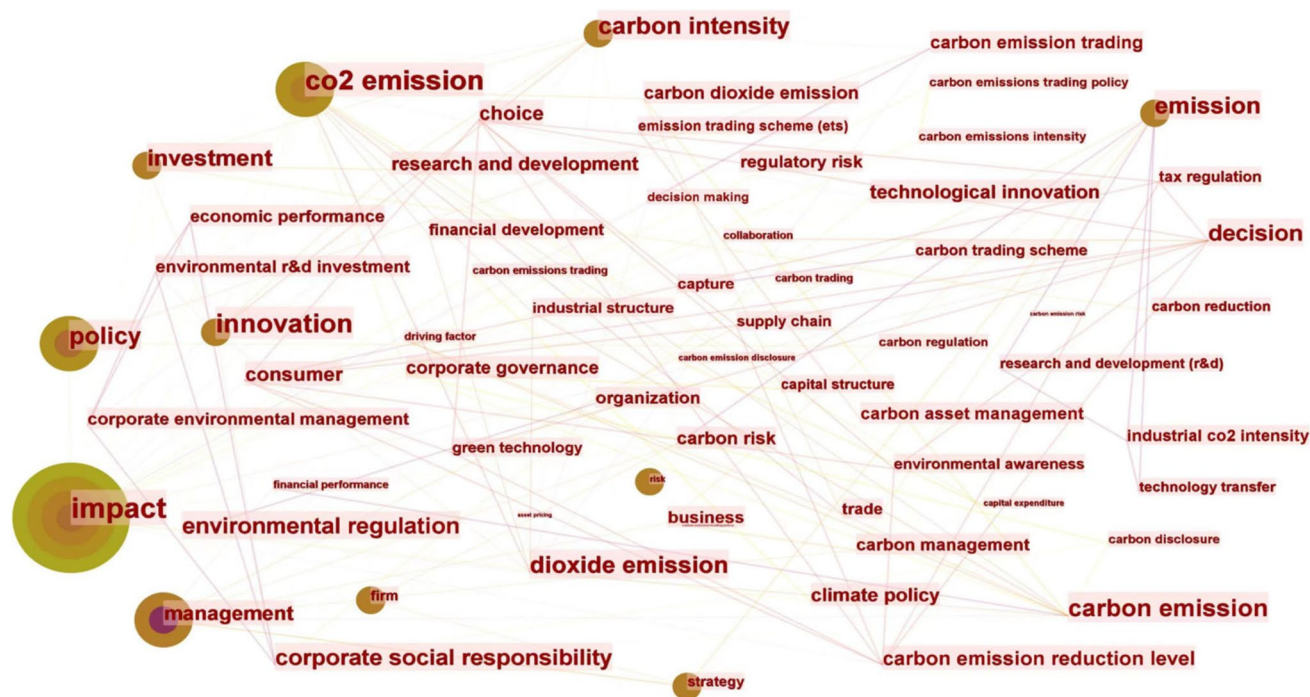 carbon intensity
carbon emission trading
co2 emission
carbon emissions trading policy
carbon dioxide emission
emission
choice
emission trading scheme (ets)
carbon emissions intensity
investment
research and development
regulatory risk
tax regulation
technological innovation
decision making
economic performance
financial development
collaboration
decision
carbon trading scheme
environmental r&d investment
carbon emissions trading
carbon trading
capture
industrial structure
carbon reduction
carbon emission risk
policy
innovation
supply chain
driving factor
carbon regulation
carbon emission disclosure
research and development (r&d)
consumer
corporate governance
capital structure
organization
carbon asset management
corporate environmental management
carbon risk
industrial co2 intensity
green technology
environmental awareness
risk
financial performance
technology transfer
capital expenditure
impact
trade
asset pricing
business
environmental regulation
carbon management
carbon disclosure
dioxide emission
firm
climate policy
management
carbon emission
corporate social responsibility
carbon emission reduction level
strategy